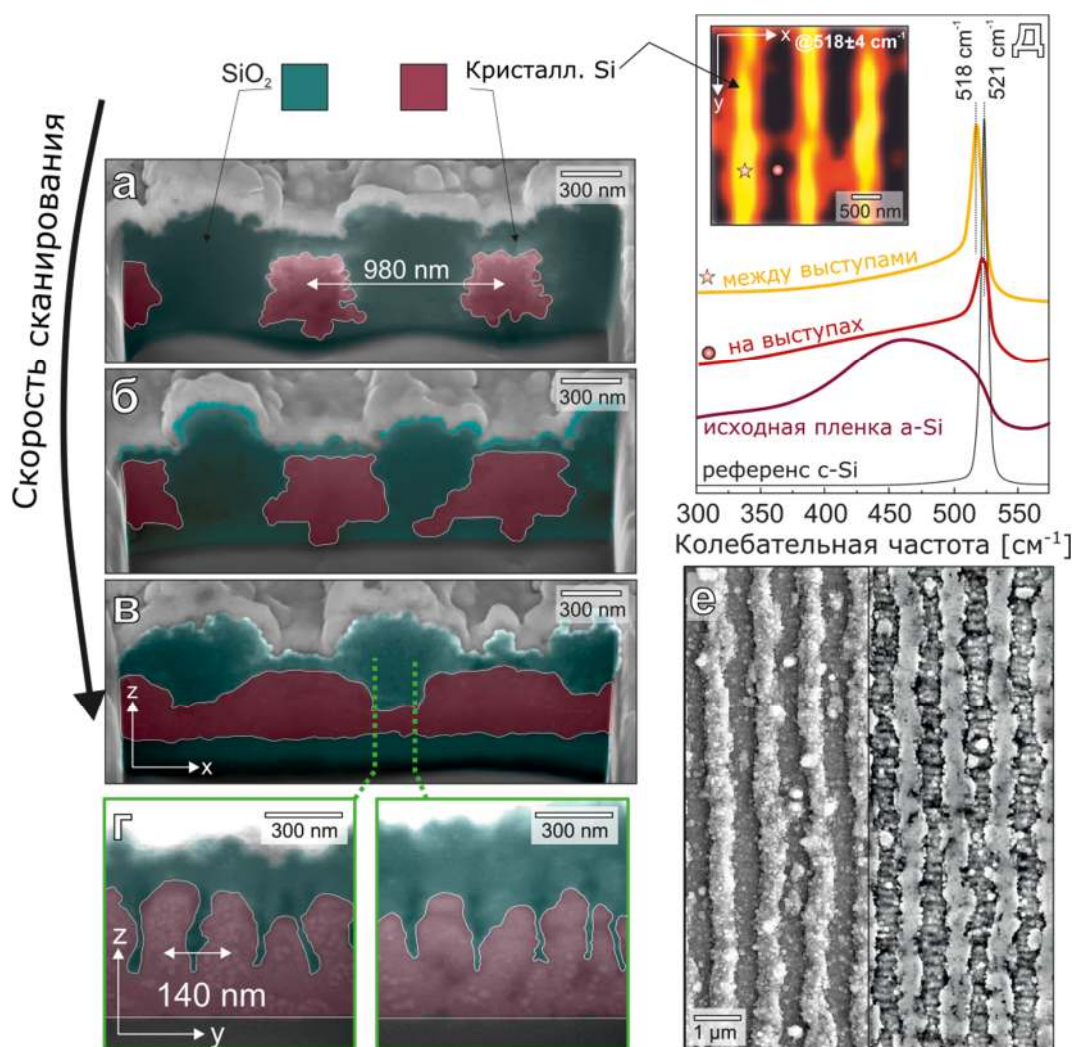 SiO₂
Кристалл. Si
Скорость сканирования
а
300 nm
980 nm
б
300 nm
в
300 nm
z
x
г
300 nm
z
140 nm
y
300 nm
x
@518±4 cm⁻¹
y
500 nm
Д
518 cm⁻¹
521 cm⁻¹
между выступами
на выступах
исходная пленка a-Si
референс c-Si
300 350 400 450 500 550
Колебательная частота [см⁻¹]
е
1 μm